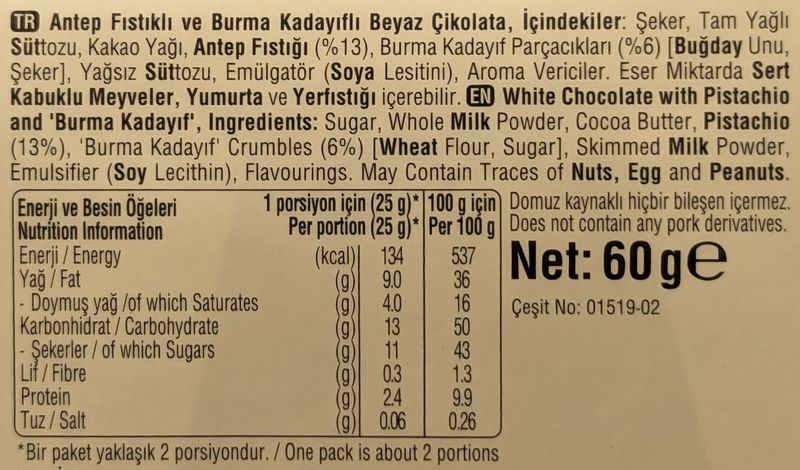 TR Antep Fıstıklı ve Burma Kadayıflı Beyaz Çikolata, İçindekiler: Şeker, Tam Yağlı
Süttozu, Kakao Yağı, Antep Fıstığı (%13), Burma Kadayıf Parçacıkları (%6) [Buğday Unu,
Şeker], Yağsız Süttozu, Emülgatör (Soya Lesitini), Aroma Vericiler. Eser Miktarda Sert
Kabuklu Meyveler, Yumurta ve Yerfıstığı içerebilir. EN White Chocolate with Pistachio
and 'Burma Kadayıf', Ingredients: Sugar, Whole Milk Powder, Cocoa Butter, Pistachio
(13%), 'Burma Kadayıf' Crumbles (6%) [Wheat Flour, Sugar], Skimmed Milk Powder,
Emulsifier (Soy Lecithin), Flavourings. May Contain Traces of Nuts, Egg and Peanuts.
Enerji ve Besin Öğeleri 1 porsiyon için (25 g)* 100 g için
Nutrition Information Per portion (25 g)* Per 100 g
Enerji / Energy (kcal) 134 537
Yağ / Fat (g) 9.0 36
- Doymuş yağ /of which Saturates (g) 4.0 16
Karbonhidrat / Carbohydrate (g) 13 50
- Şekerler / of which Sugars (g) 11 43
Lif / Fibre (g) 0.3 1.3
Protein (g) 2.4 9.9
Tuz / Salt (g) 0.06 0.26
*Bir paket yaklaşık 2 porsiyondur. / One pack is about 2 portions
Domuz kaynaklı hiçbir bileşen içermez.
Does not contain any pork derivatives.
Net: 60 g e
Çeşit No: 01519-02